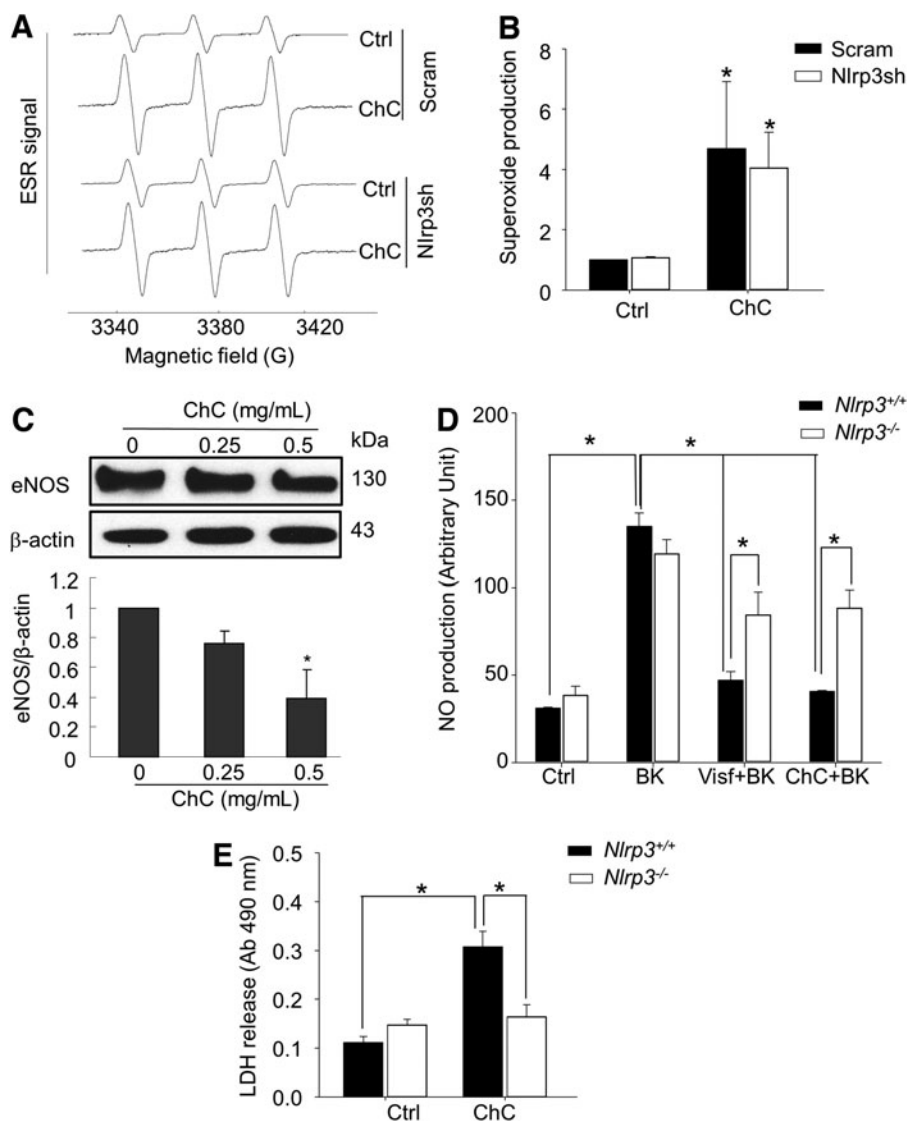 A
ESR signal
Ctrl
ChC
Scram
Ctrl
ChC
Nlrp3sh
3340 3380 3420
Magnetic field (G)
B
Scram
Nlrp3sh
Superoxide production
8
6
4
2
0
* *
Ctrl ChC
C
ChC (mg/mL)
0 0.25 0.5 kDa
eNOS 130
β-actin 43
eNOS/β-actin
1.2
1
0.8
0.6
0.4
0.2
0
*
0 0.25 0.5
ChC (mg/mL)
D
Nlrp3+/+
Nlrp3-/-
NO production (Arbitrary Unit)
200
150
100
50
0
* *
* *
Ctrl BK Visf+BK ChC+BK
E
Nlrp3+/+
Nlrp3-/-
LDH release (Ab 490 nm)
0.5
0.4
0.3
0.2
0.1
0.0
* *
Ctrl ChC